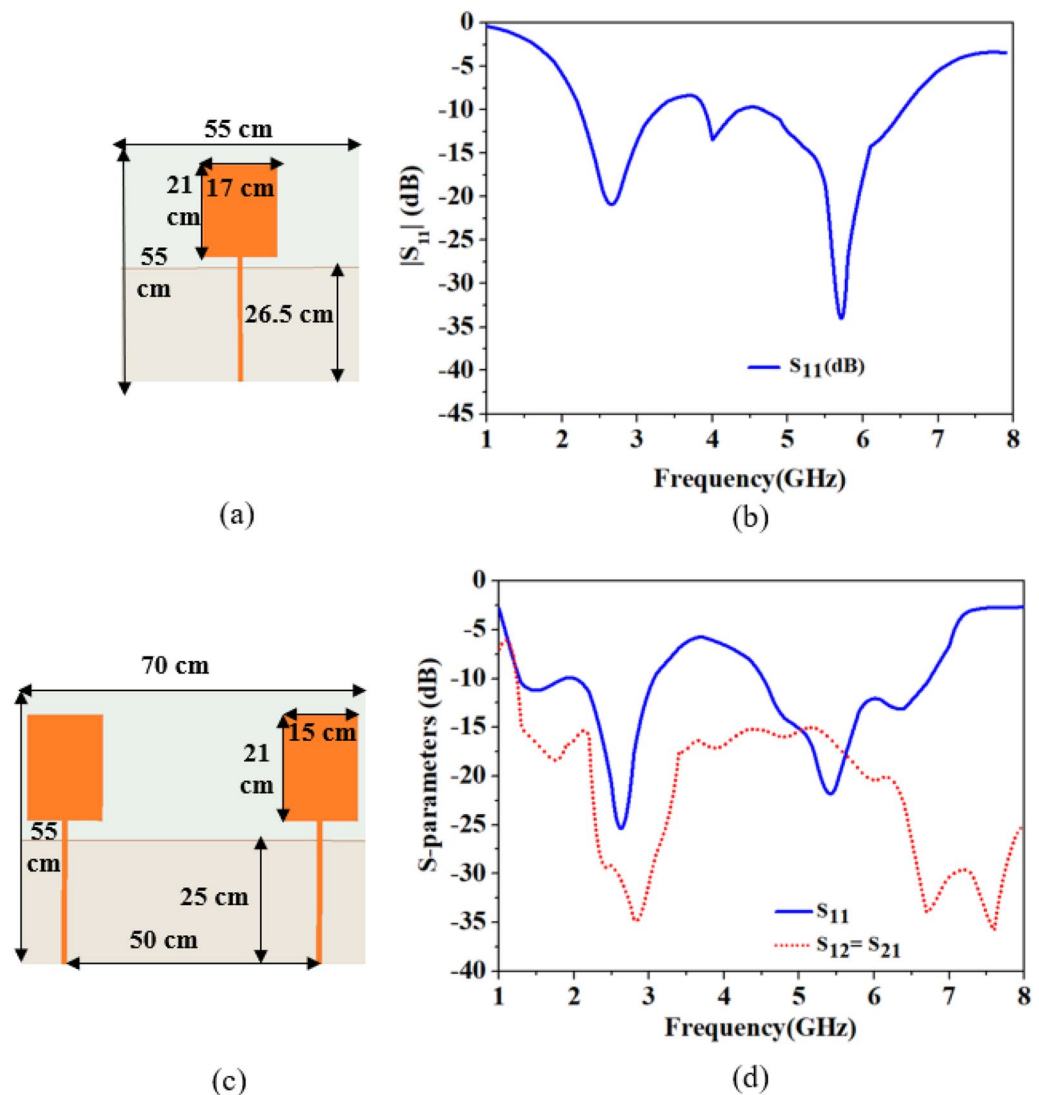 55 cm
21
cm
17 cm
55
cm
26.5 cm
(a)
0
-5
-10
-15
-20
-25
-30
-35
-40
-45
|S11| (dB)
S11(dB)
1 2 3 4 5 6 7 8
Frequency(GHz)
(b)
70 cm
21
cm
15 cm
55
cm
25 cm
50 cm
(c)
0
-5
-10
-15
-20
-25
-30
-35
-40
S-parameters (dB)
S11
S12= S21
1 2 3 4 5 6 7 8
Frequency(GHz)
(d)